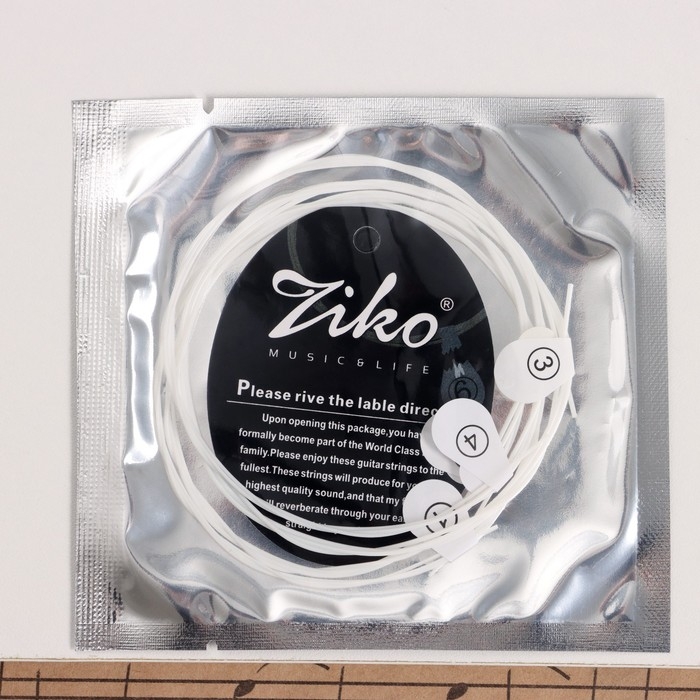 Ziko®
MUSIC & LIFE
Please rive the lable direc
Upon opening this package,you ha
formally become part of the World Class
family.Please enjoy these guitar strings to the
fullest.These strings will produce for
highest quality sound,and that my
will reverberate through your
3
4
6